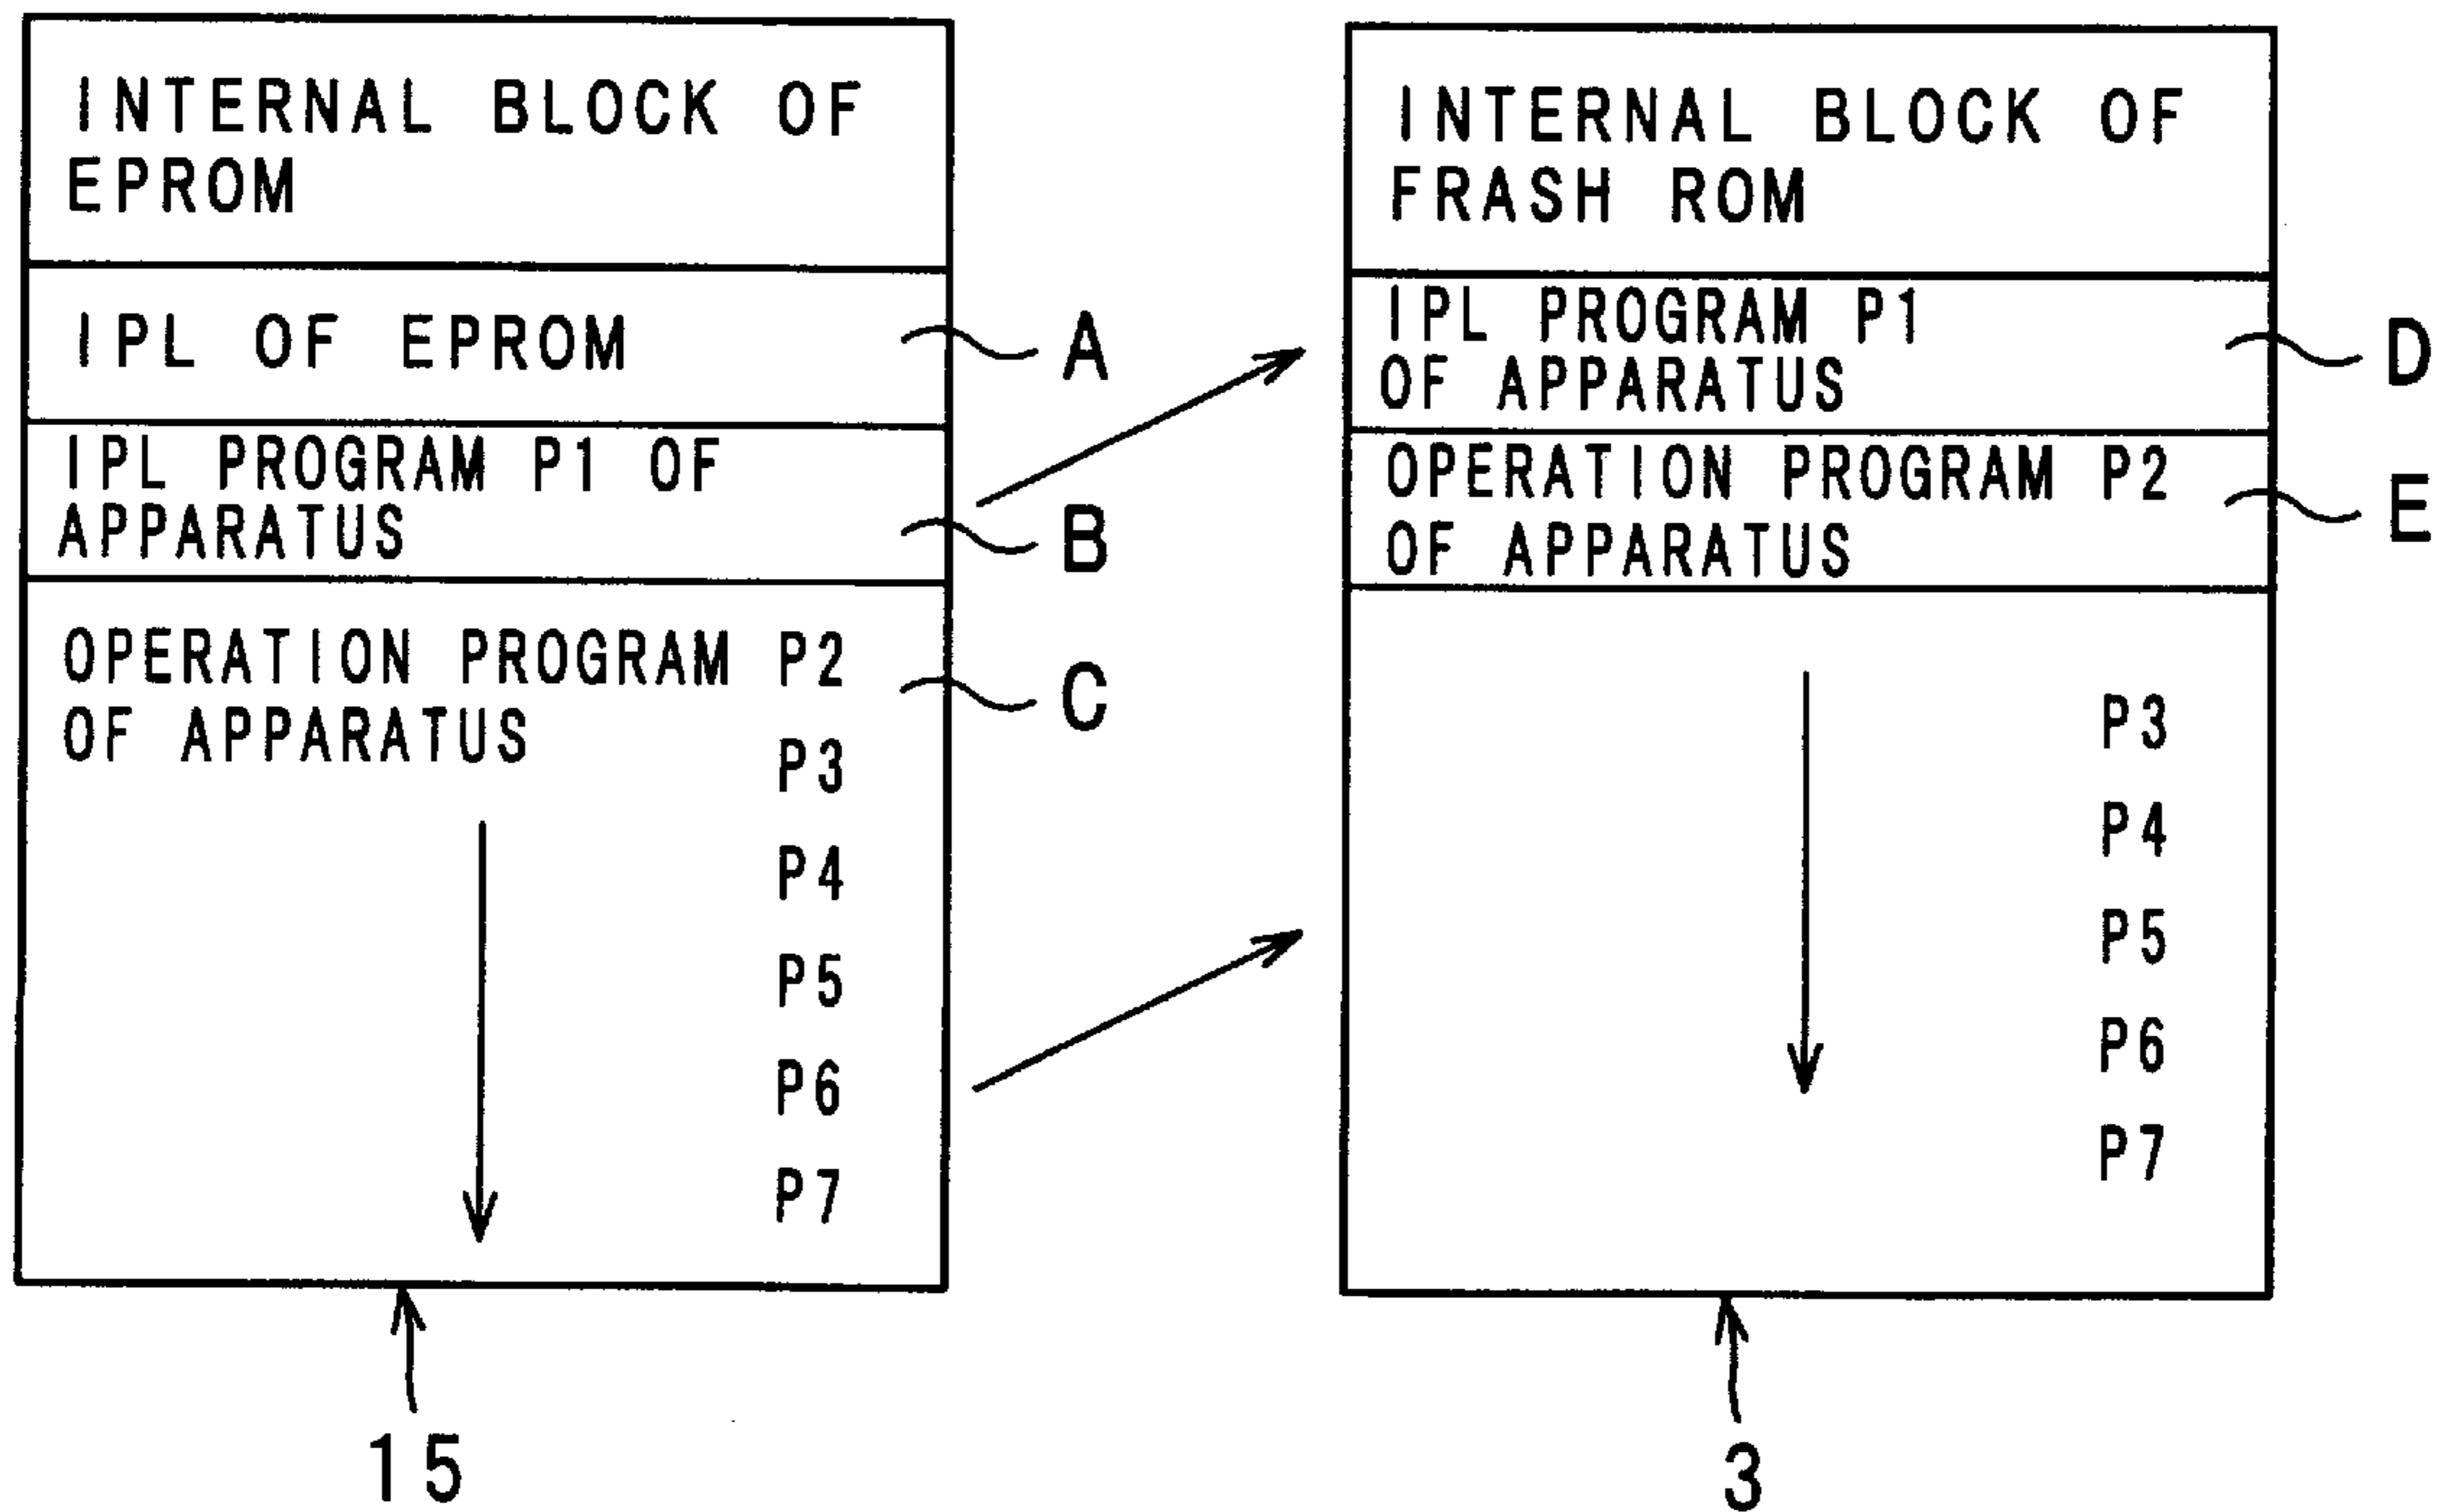 INTERNAL BLOCK OF
EPROM
IPL OF EPROM
A
IPL PROGRAM P1 OF
APPARATUS
B
OPERATION PROGRAM P2
OF APPARATUS
C
P3
P4
P5
P6
P7
15
INTERNAL BLOCK OF
FRASH ROM
IPL PROGRAM P1
OF APPARATUS
D
OPERATION PROGRAM P2
OF APPARATUS
E
P3
P4
P5
P6
P7
3